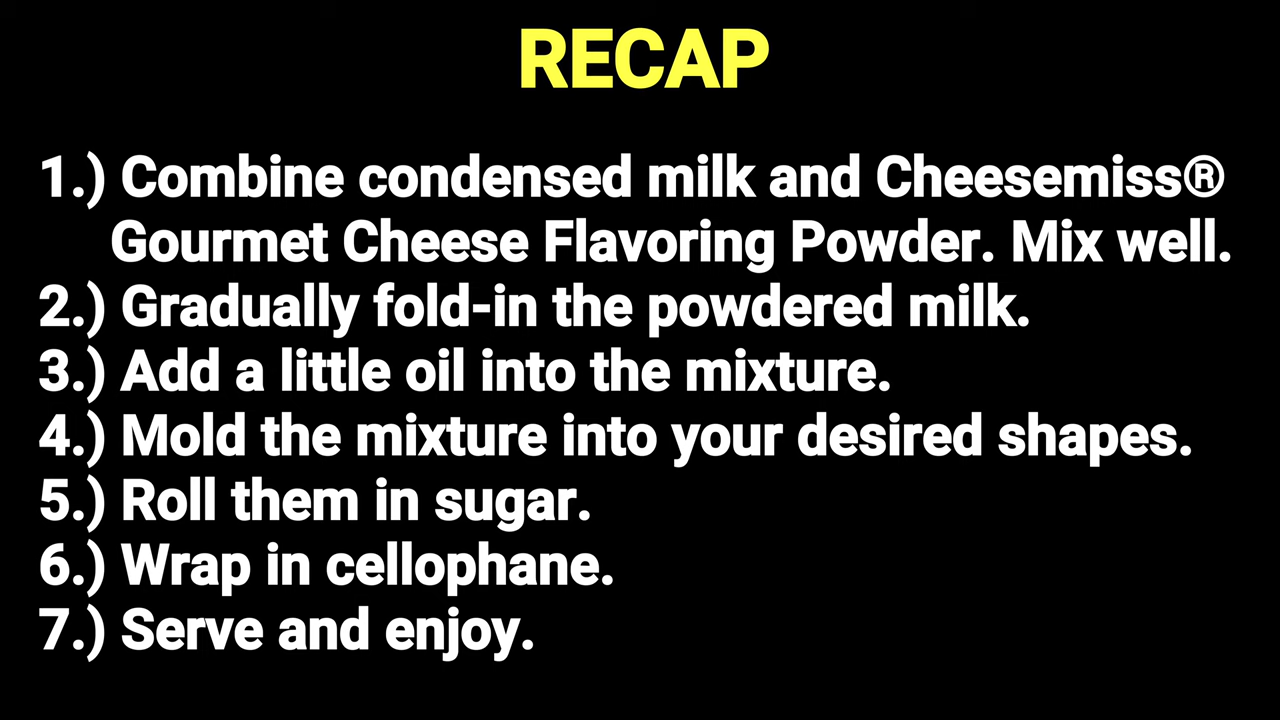 RECAP
1.) Combine condensed milk and Cheesemiss®
Gourmet Cheese Flavoring Powder. Mix well.
2.) Gradually fold-in the powdered milk.
3.) Add a little oil into the mixture.
4.) Mold the mixture into your desired shapes.
5.) Roll them in sugar.
6.) Wrap in cellophane.
7.) Serve and enjoy.